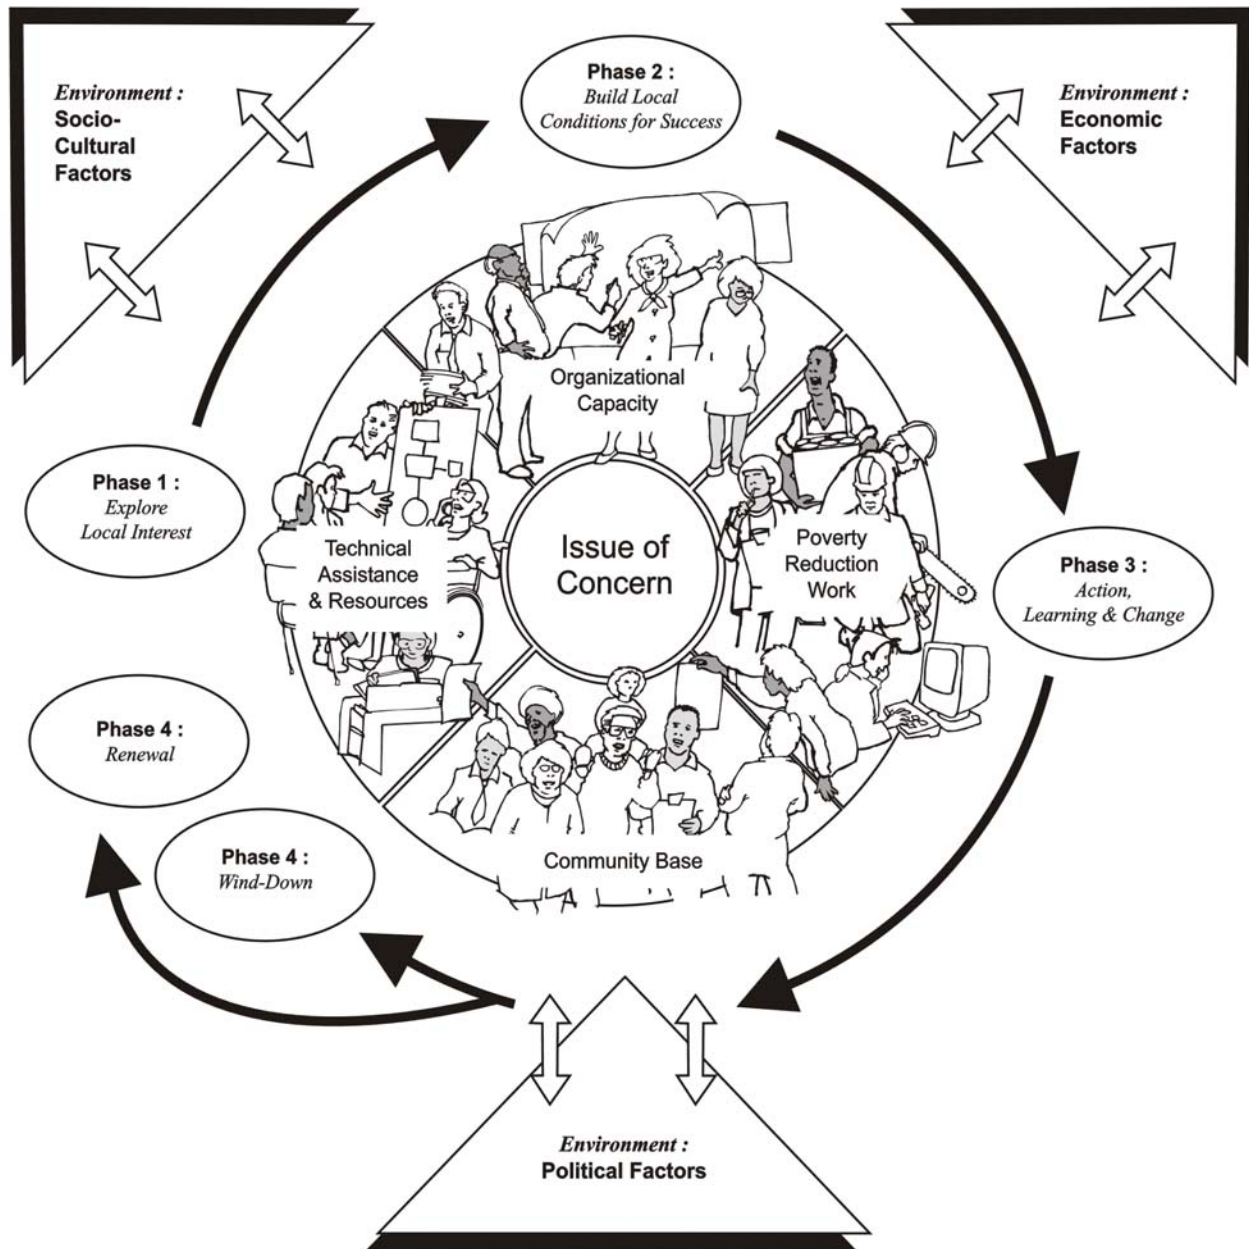 Environment :
Socio-
Cultural
Factors
Phase 2 :
Build Local
Conditions for Success
Environment :
Economic
Factors
Organizational
Capacity
Phase 1 :
Explore
Local Interest
Technical
Assistance
& Resources
Issue of
Concern
Poverty
Reduction
Work
Phase 3 :
Action,
Learning & Change
Phase 4 :
Renewal
Phase 4 :
Wind-Down
Community Base
Environment :
Political Factors